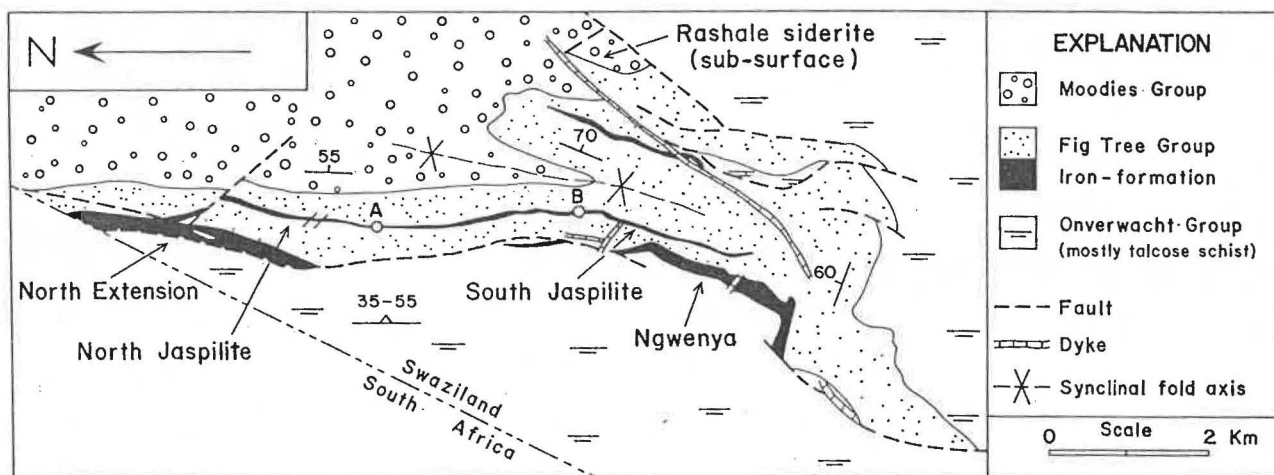 N
Rashale siderite
(sub-surface)
70
55
A
B
60
North Extension
35-55
South Jaspilite
North Jaspilite
Ngwenya
Swaziland
South Africa
EXPLANATION
Moodies Group
Fig Tree Group
Iron-formation
Onverwacht Group
(mostly talcose schist)
Fault
Dyke
Synclinal fold axis
Scale
0 2 Km